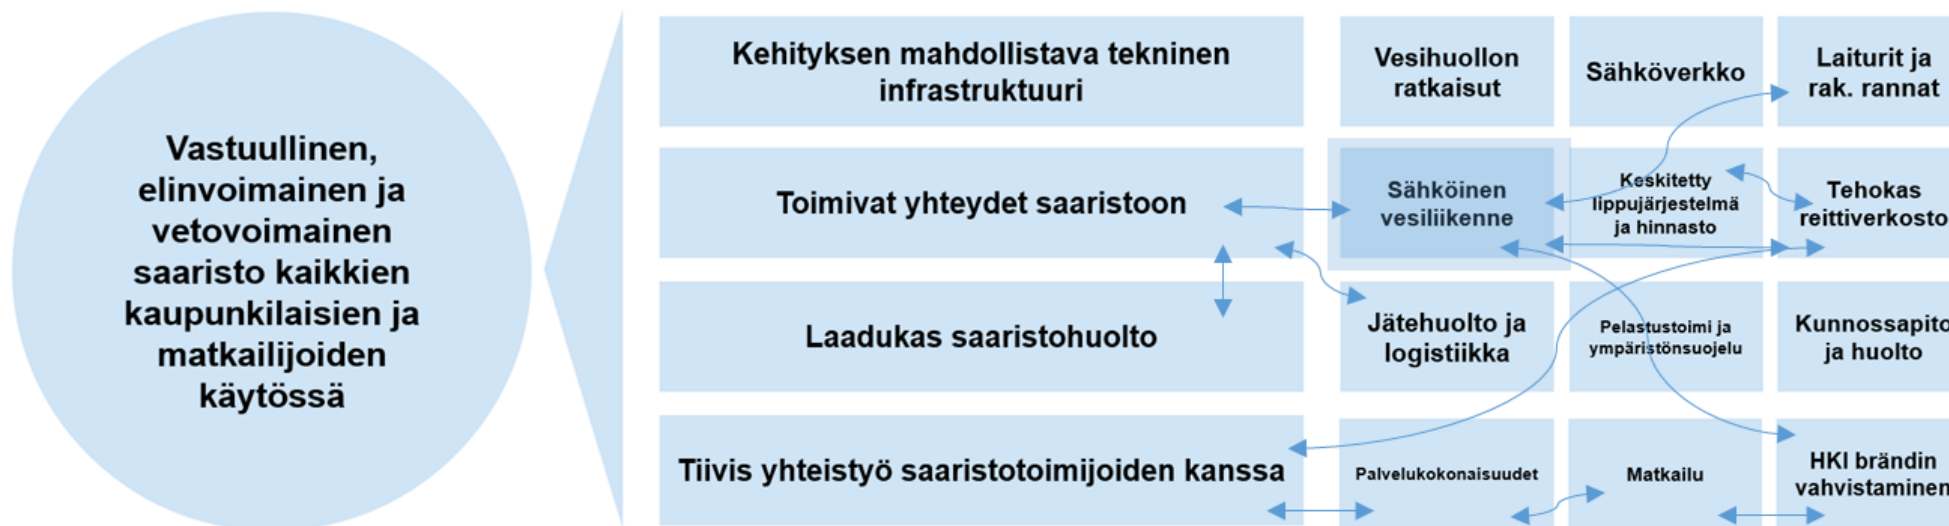 Vastuullinen,
elinvoimainen ja
vetovoimainen
saaristo kaikkien
kaupunkilaisien ja
matkailijoiden
käytössä
Kehityksen mahdollistava tekninen
infrastruktuuri
Vesihuollon
ratkaisut
Sähköverkko
Laiturit ja
rak. rannat
Toimivat yhteydet saaristoon
Sähköinen
vesiliikenne
Keskitetty
lippujärjestelmä
ja hinnasto
Tehokas
reittiverkosto
Laadukas saaristohuolto
Jätehuolto ja
logistiikka
Pelastustoimi ja
ympäristönsuojelu
Kunnossapito
ja huolto
Tiivis yhteistyö saaristotoimijoiden kanssa
Palvelukokonaisuudet
Matkailu
HKI brändin
vahvistaminen